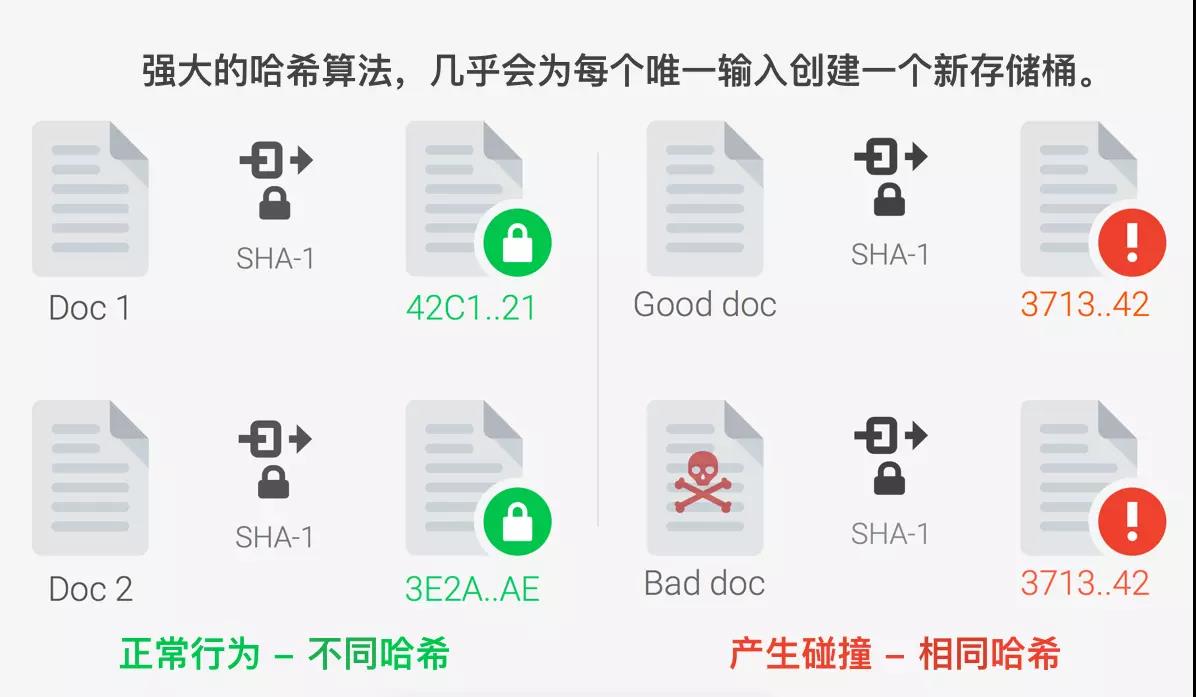 强大的哈希算法，几乎会为每个唯一输入创建一个新存储桶。
SHA-1
Doc 1
42C1..21
SHA-1
Doc 2
3E2A..AE
正常行为 – 不同哈希
SHA-1
Good doc
3713..42
SHA-1
Bad doc
3713..42
产生碰撞 – 相同哈希